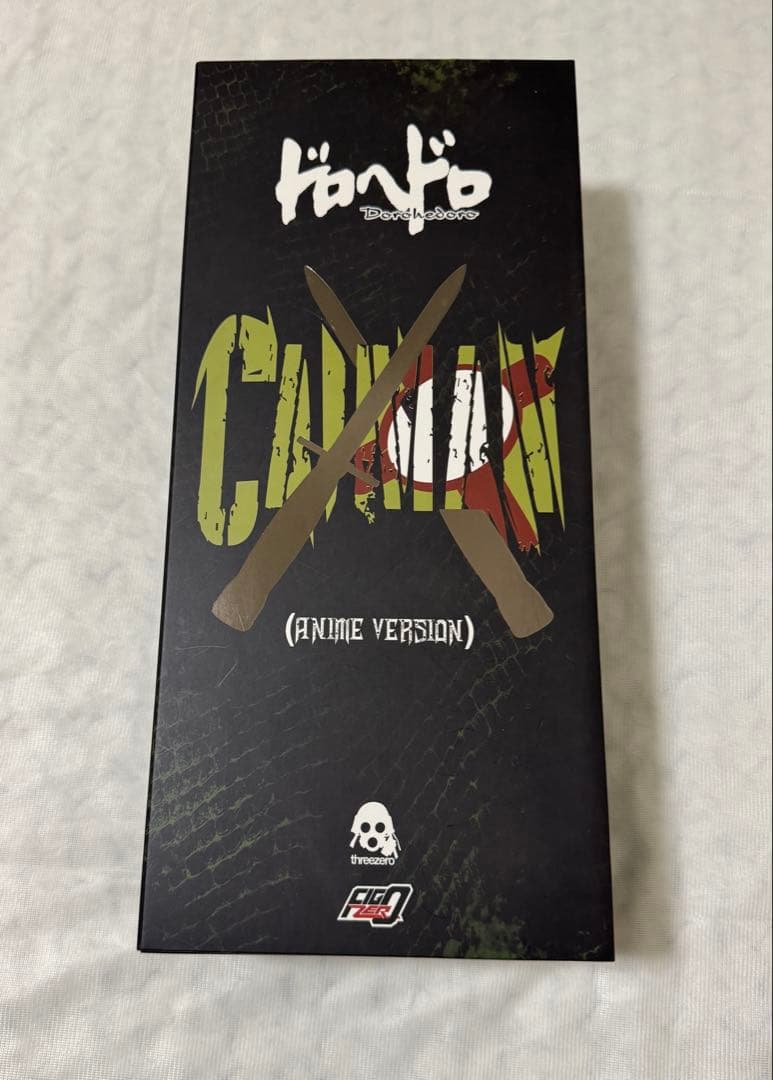 ドロヘドロ
Dorohedoro
CAIMAN
(ANIME VERSION)
threezero
FIGZERO